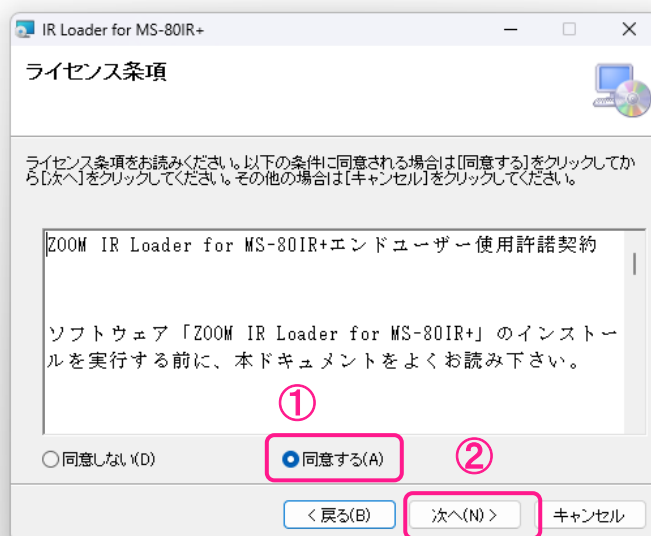 IR Loader for MS-80IR+
ライセンス条項
ライセンス条項をお読みください。以下の条件に同意される場合は[同意する]をクリックしてか
ら[次へ]をクリックしてください。その他の場合は[キャンセル]をクリックしてください。
ZOOM IR Loader for MS-80IR+エンドユーザー使用許諾契約
ソフトウェア「ZOOM IR Loader for MS-80IR+」のインストー
ルを実行する前に、本ドキュメントをよくお読み下さい。
①
同意しない(D)
同意する(A)
②
< 戻る(B)
次へ(N) >
キャンセル